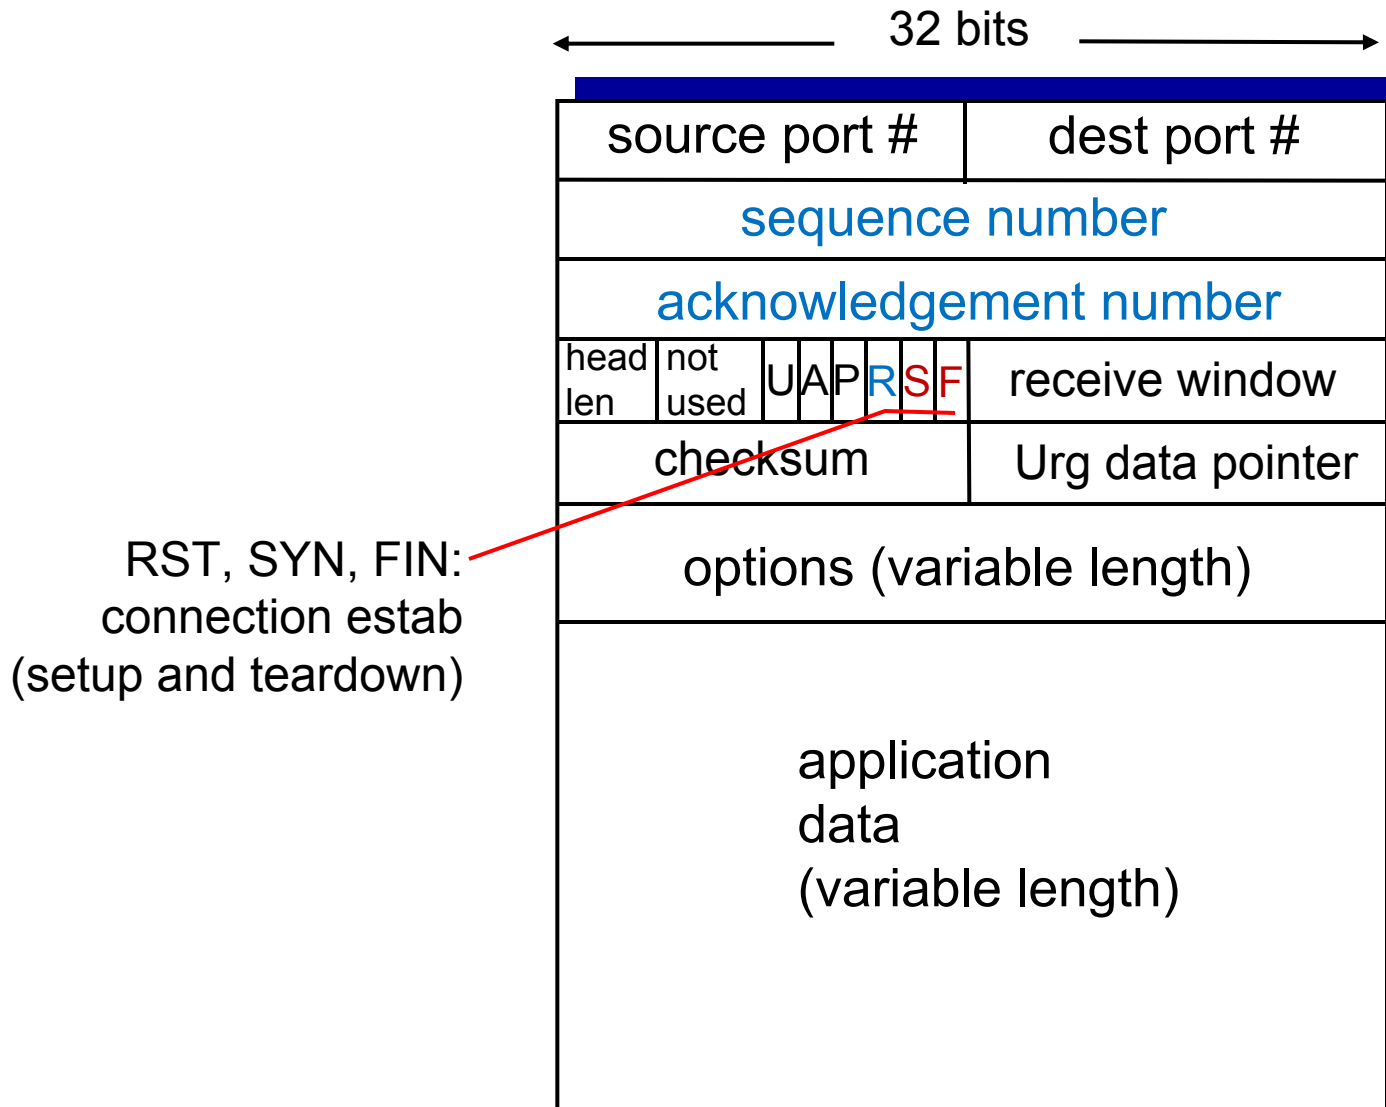 32 bits
source port #
dest port #
sequence number
acknowledgement number
head
len
not
used
U
A
P
R
S
F
receive window
checksum
Urg data pointer
RST, SYN, FIN:
connection estab
(setup and teardown)
options (variable length)
application
data
(variable length)